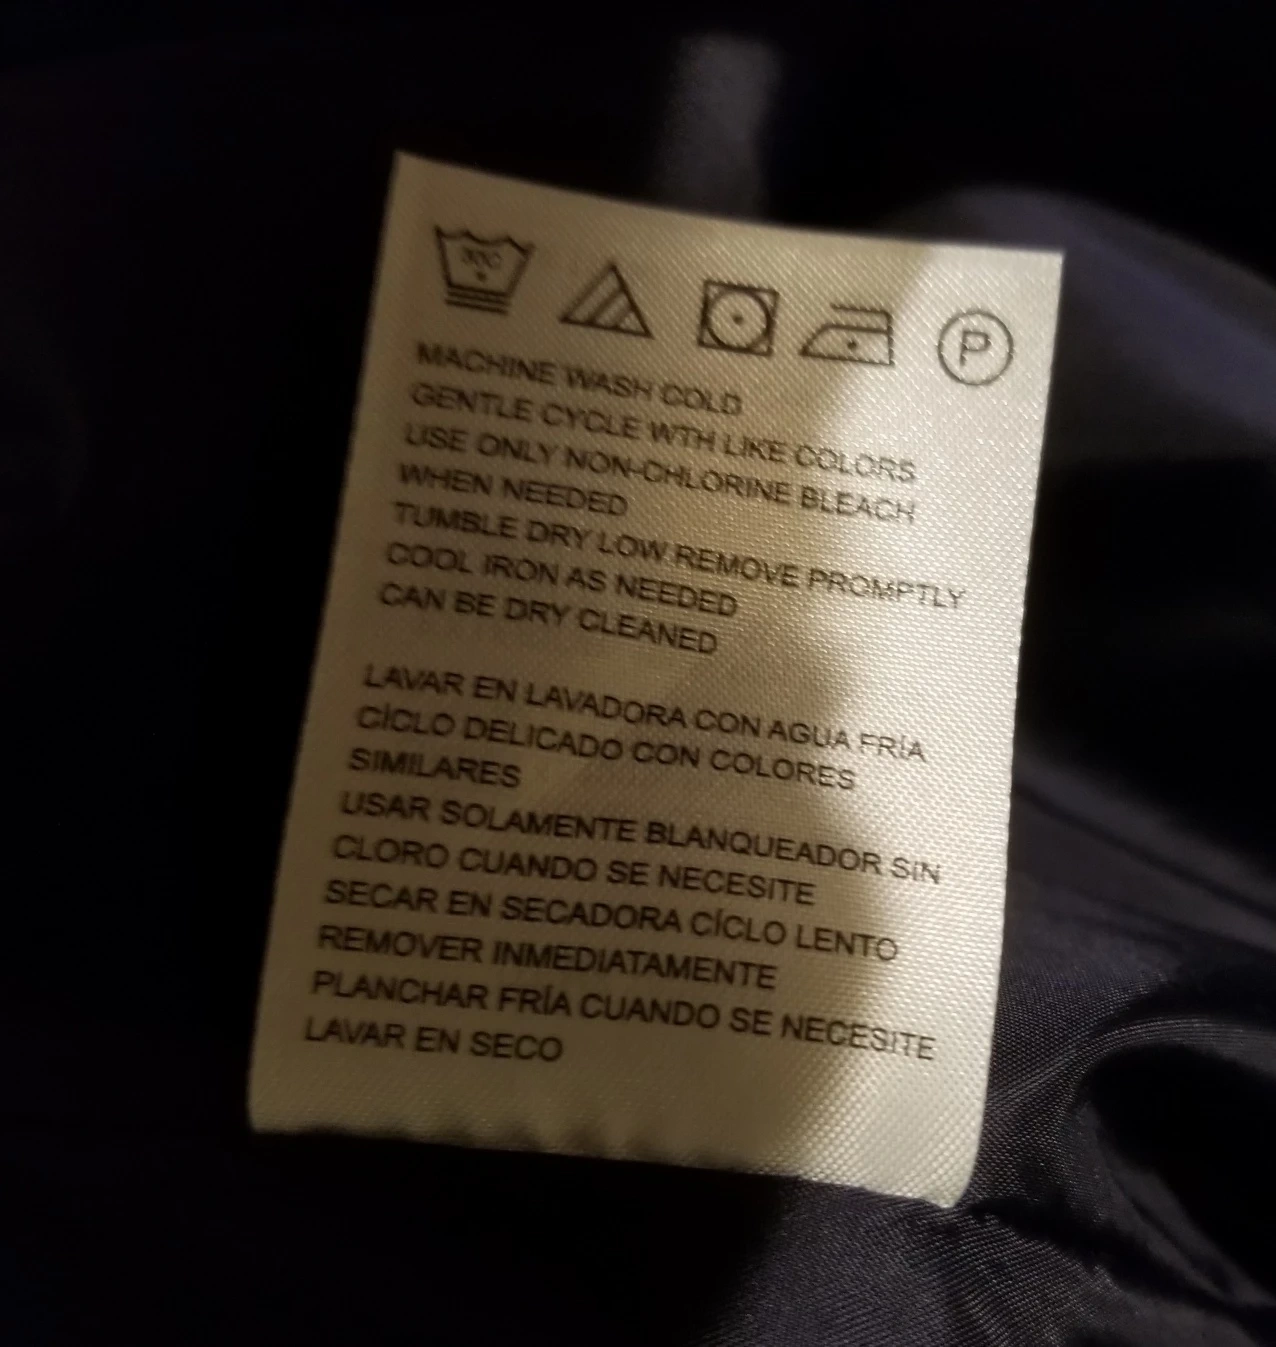 30C
P
MACHINE WASH COLD
GENTLE CYCLE WTH LIKE COLORS
USE ONLY NON-CHLORINE BLEACH
WHEN NEEDED
TUMBLE DRY LOW REMOVE PROMPTLY
COOL IRON AS NEEDED
CAN BE DRY CLEANED
LAVAR EN LAVADORA CON AGUA FRÍA
CÍCLO DELICADO CON COLORES
SIMILARES
USAR SOLAMENTE BLANQUEADOR SIN
CLORO CUANDO SE NECESITE
SECAR EN SECADORA CÍCLO LENTO
REMOVER INMEDIATAMENTE
PLANCHAR FRÍA CUANDO SE NECESITE
LAVAR EN SECO